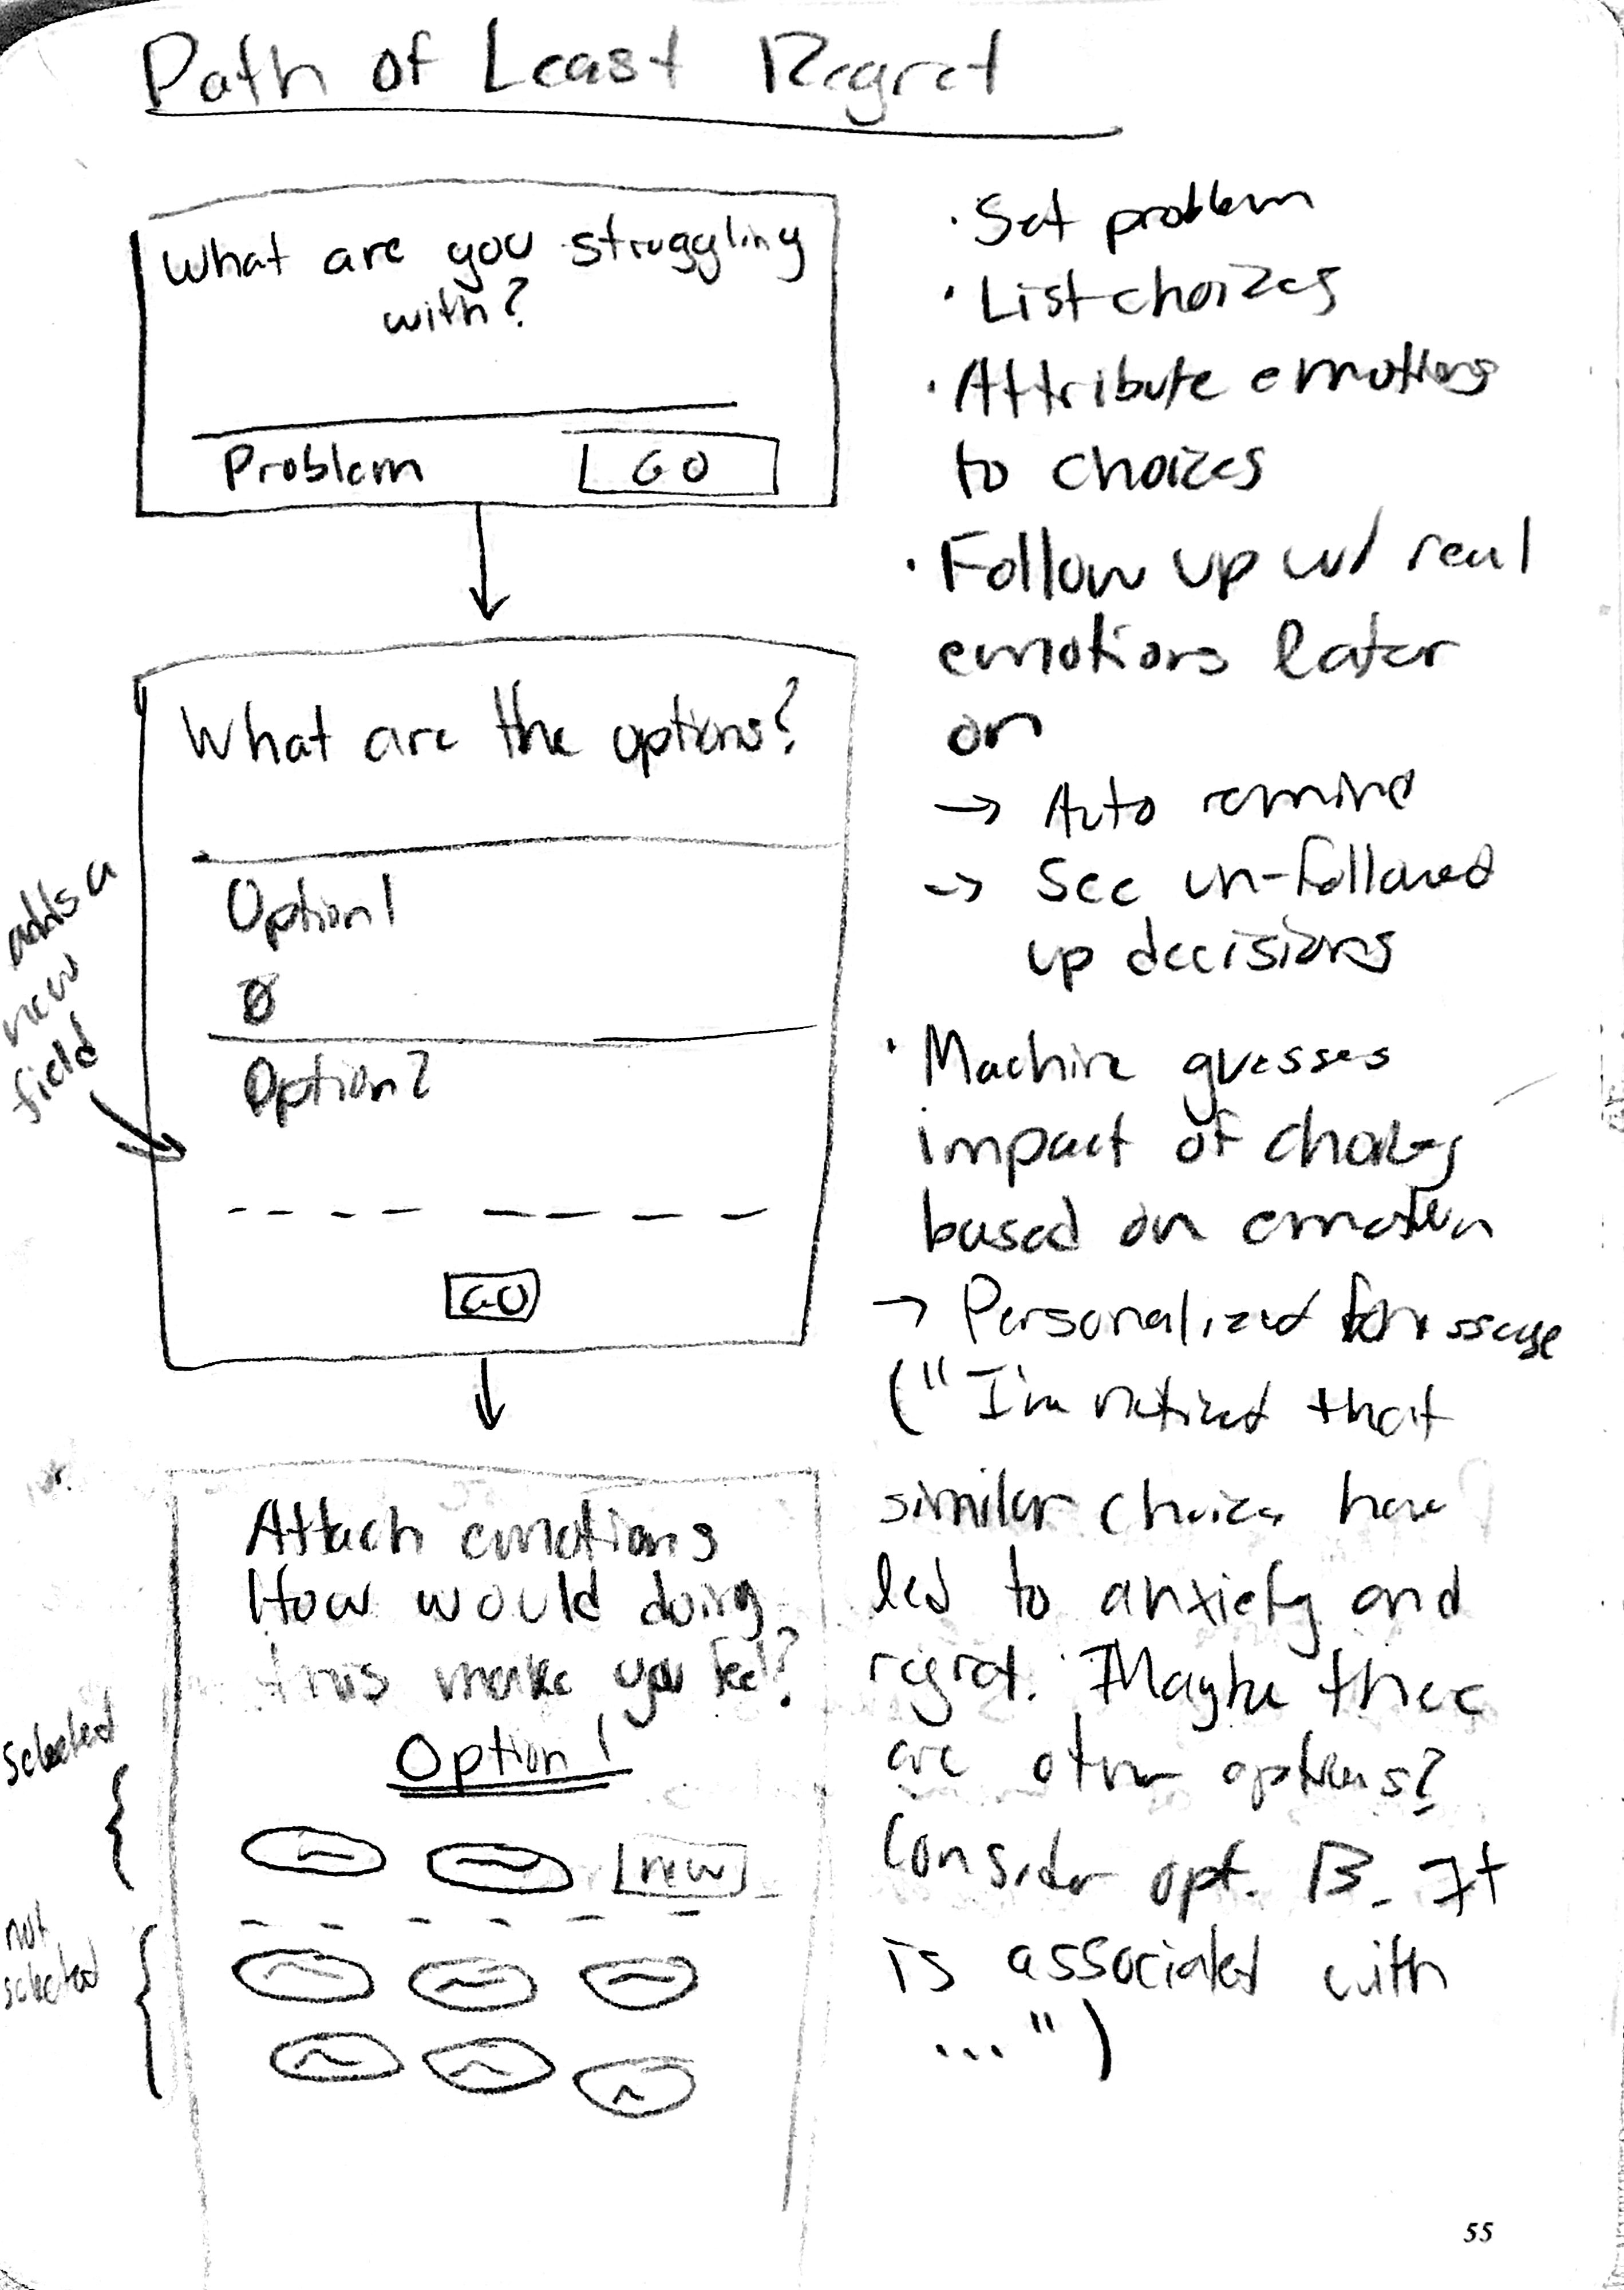 Path of Least Regret
What are you struggling
with?
Problem GO
What are the options?
Option 1
Option 2
GO
adds a
new
field
Attach emotions
How would doing
this make you feel?
Option 1
new
selected
not
selected
· Set problem
· List choices
· Attribute emotions
to choices
· Follow up w/ real
emotions later
on
→ Auto remind
→ See un-followed
up decisions
· Machine guesses
impact of choices
based on emotion
→ Personalized
("I'm noticed that
similar choices have
led to anxiety and
regret. Maybe there
are other options?
Consider opt. B. It
is associated with
...")
55